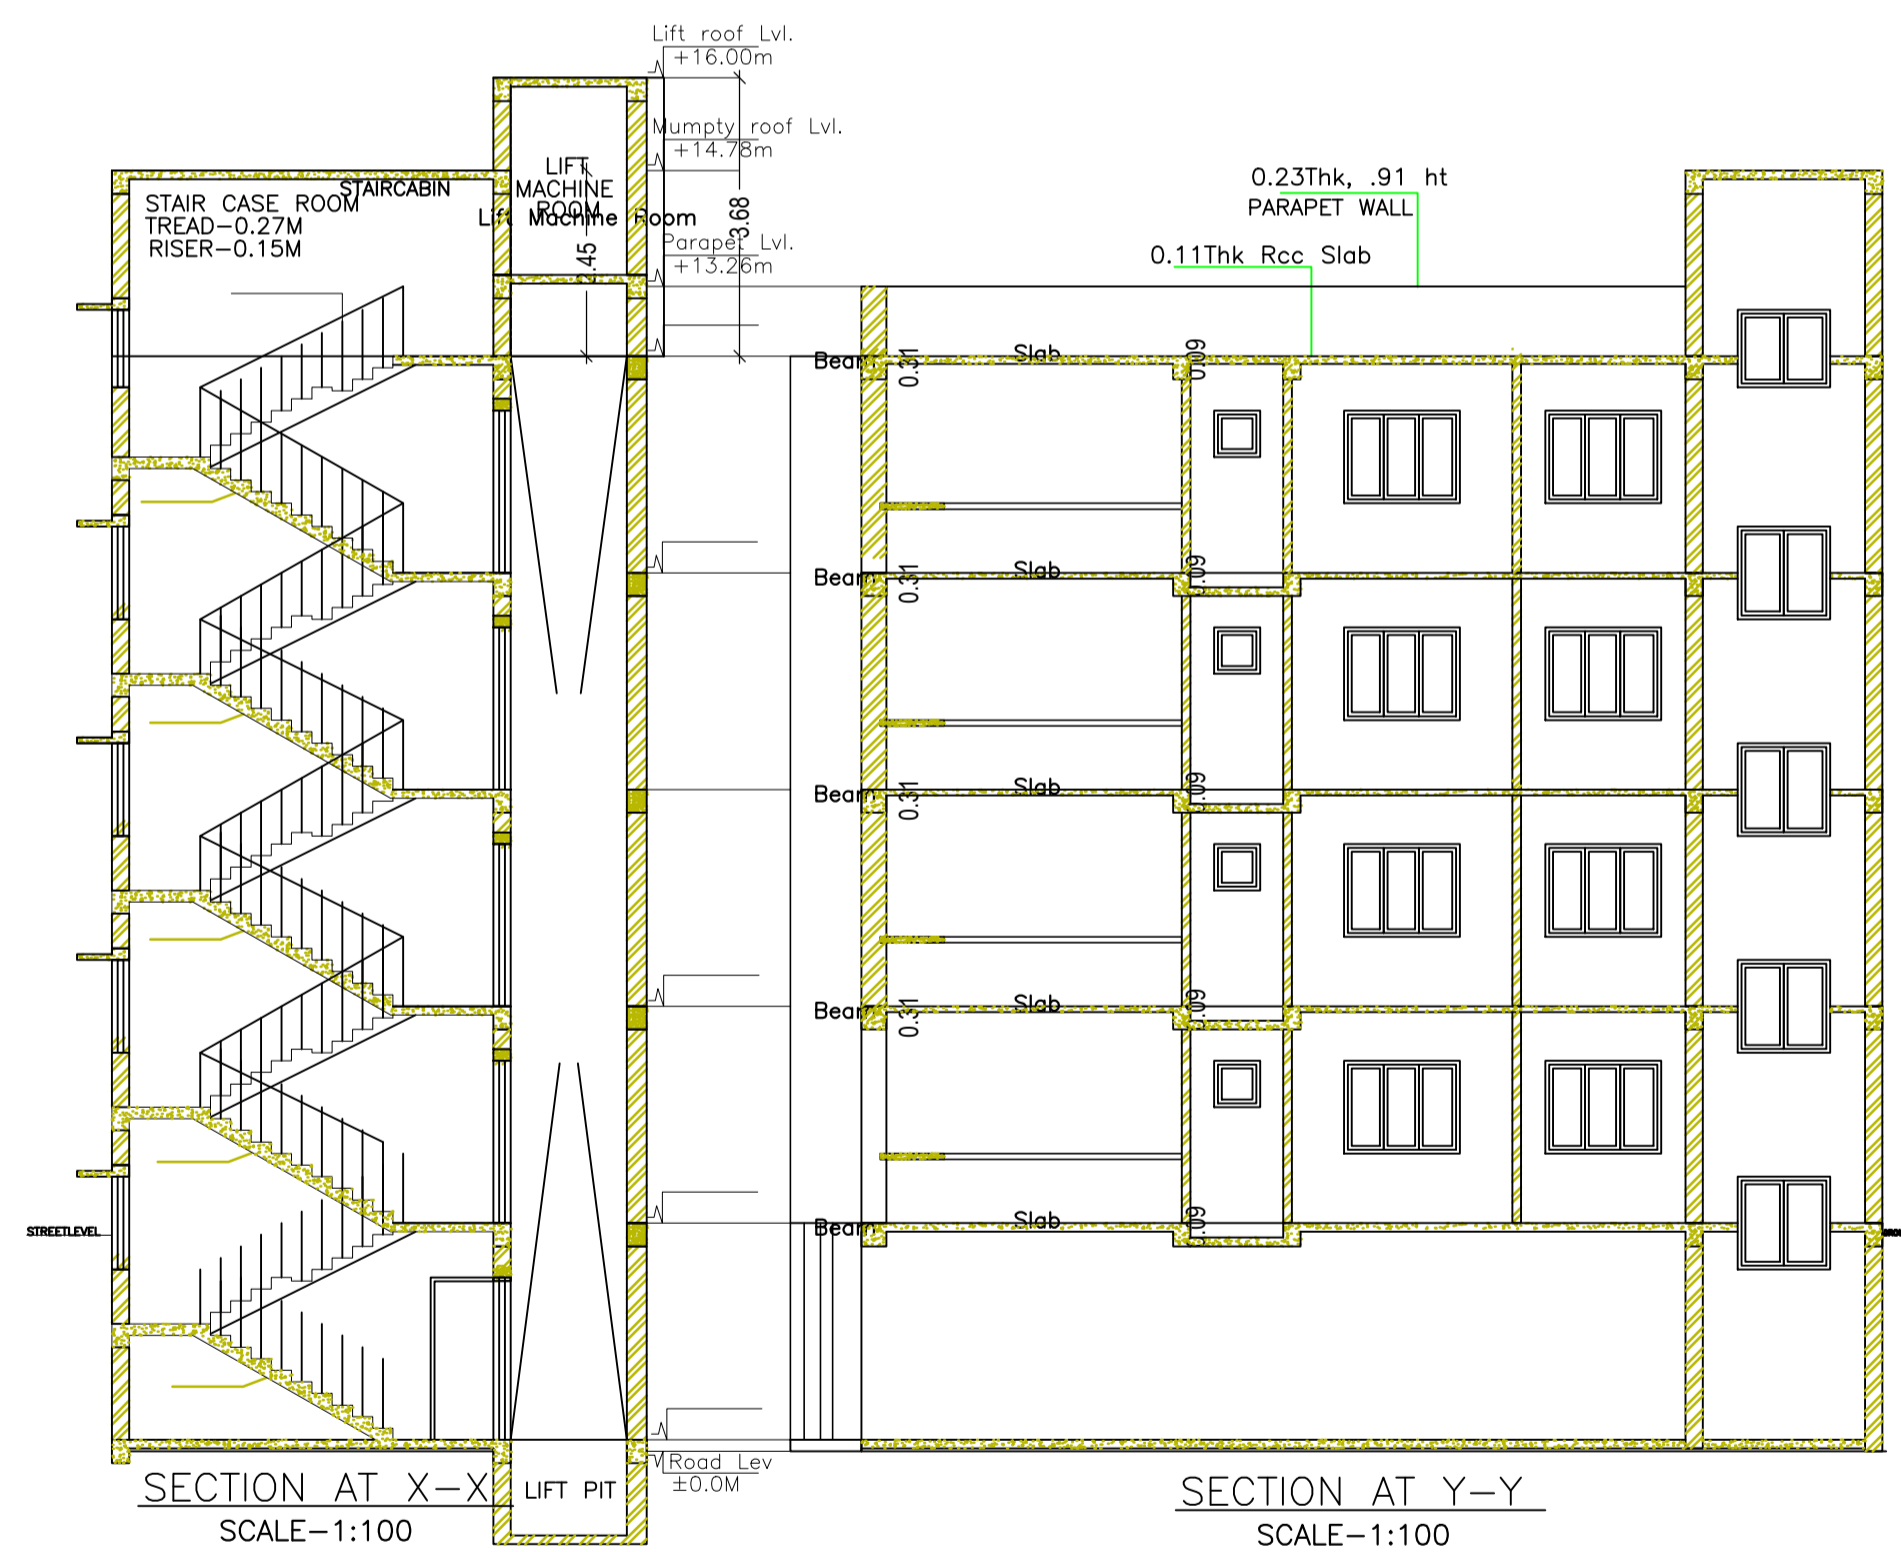 Lift roof Lvl.
+16.00m
Mumpty roof Lvl.
+14.78m
LIFT
MACHINE
ROOM
Lift Machine Room
STAIRCABIN
STAIR CASE ROOM
TREAD-0.27M
RISER-0.15M
3.68
2.45
Parapet Lvl.
+13.26m
0.23Thk, .91 ht
PARAPET WALL
0.11Thk Rcc Slab
Beam
0.31
Slab
0.09
Beam
0.31
Slab
0.09
Beam
0.31
Slab
0.09
Beam
0.31
Slab
0.09
Beam
Slab
0.09
STREETLEVEL
Road Lev
±0.0M
LIFT PIT
SECTION AT X-X
SCALE-1:100
SECTION AT Y-Y
SCALE-1:100